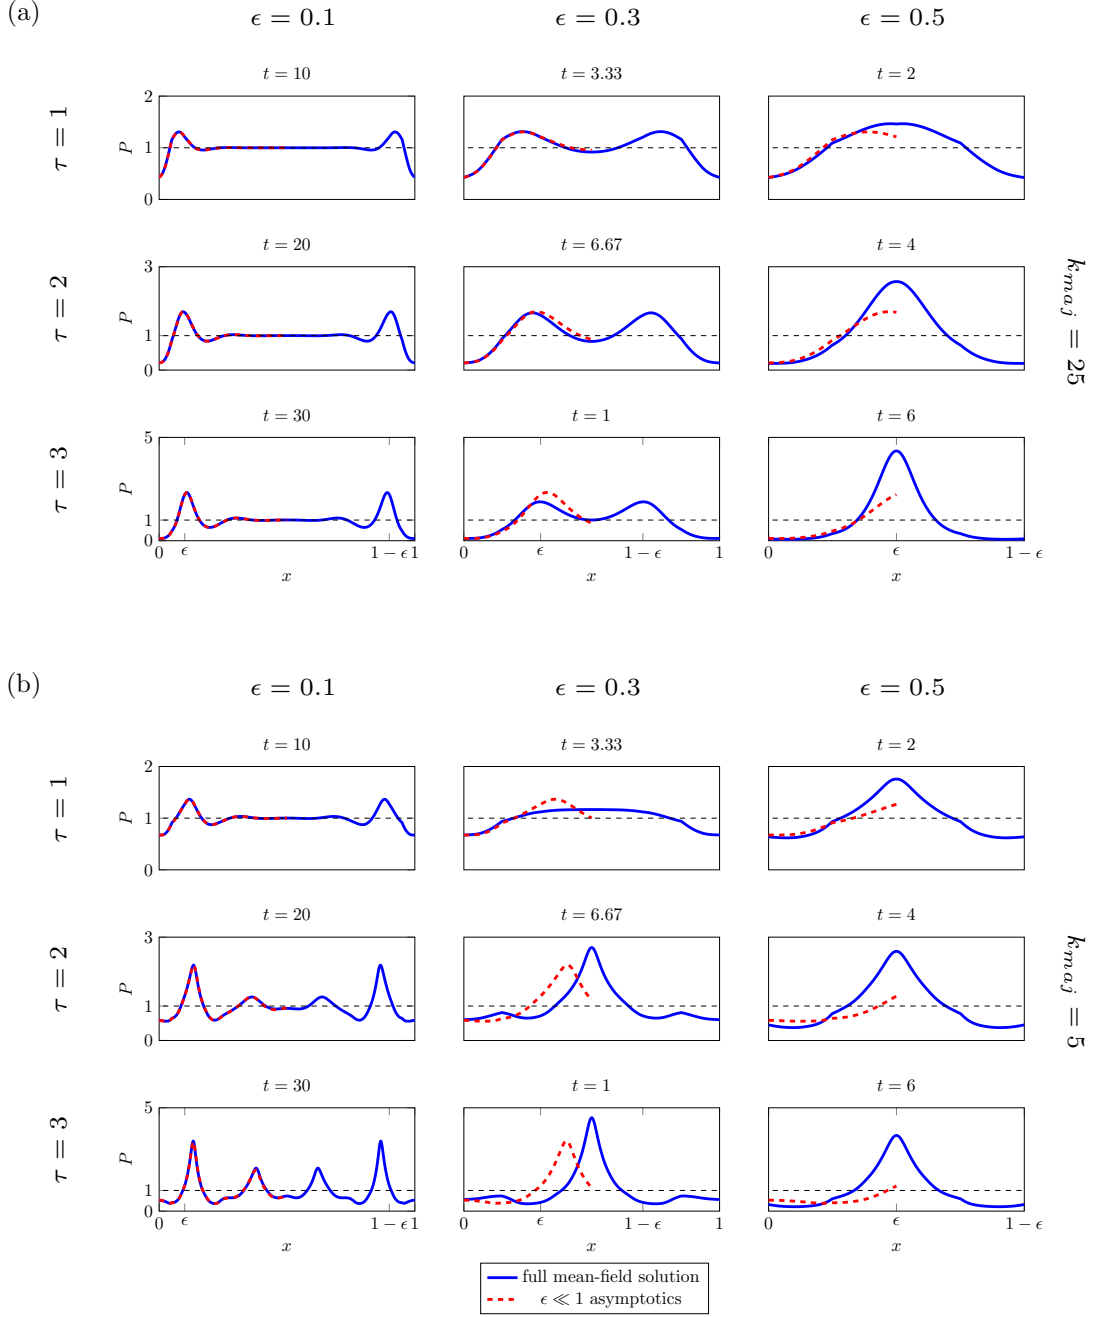 (a)
ϵ = 0.1 ϵ = 0.3 ϵ = 0.5
t = 10 t = 3.33 t = 2
τ = 1
2
1
0
P
t = 20 t = 6.67 t = 4
τ = 2
3
1
0
P
k_{maj} = 25
t = 30 t = 1 t = 6
τ = 3
5
1
0
P
0 ϵ 1 − ϵ 1 ϵ 1 − ϵ 1 0 ϵ 1 − ϵ
x x x
(b)
ϵ = 0.1 ϵ = 0.3 ϵ = 0.5
t = 10 t = 3.33 t = 2
τ = 1
2
1
0
P
t = 20 t = 6.67 t = 4
τ = 2
3
1
0
P
k_{maj} = 5
t = 30 t = 1 t = 6
τ = 3
5
1
0
P
0 ϵ 1 − ϵ 1 ϵ 1 − ϵ 1 0 ϵ 1 − ϵ
x x x
full mean-field solution
ϵ ≪ 1 asymptotics